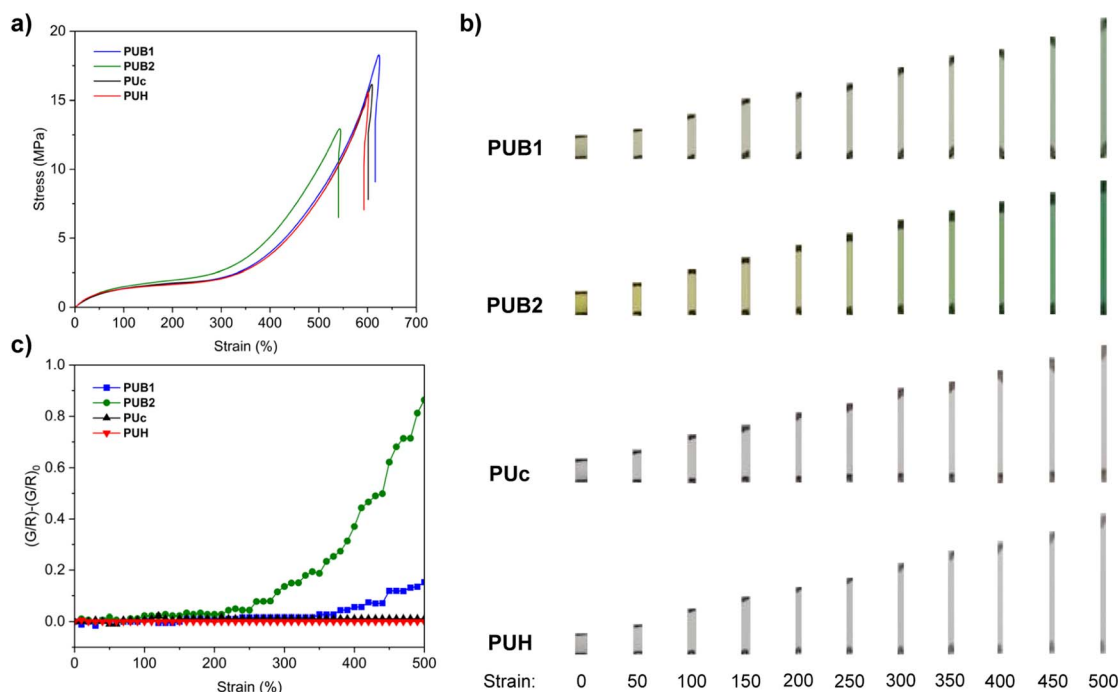 a)
20
15
10
5
0
Stress (MPa)
PUB1
PUB2
PUc
PUH
0 100 200 300 400 500 600 700
Strain (%)
b)
PUB1
PUB2
PUc
PUH
Strain: 0 50 100 150 200 250 300 350 400 450 500
c)
1.0
0.8
0.6
0.4
0.2
0.0
(G/R)-(G/R)0
PUB1
PUB2
PUc
PUH
0 100 200 300 400 500
Strain (%)